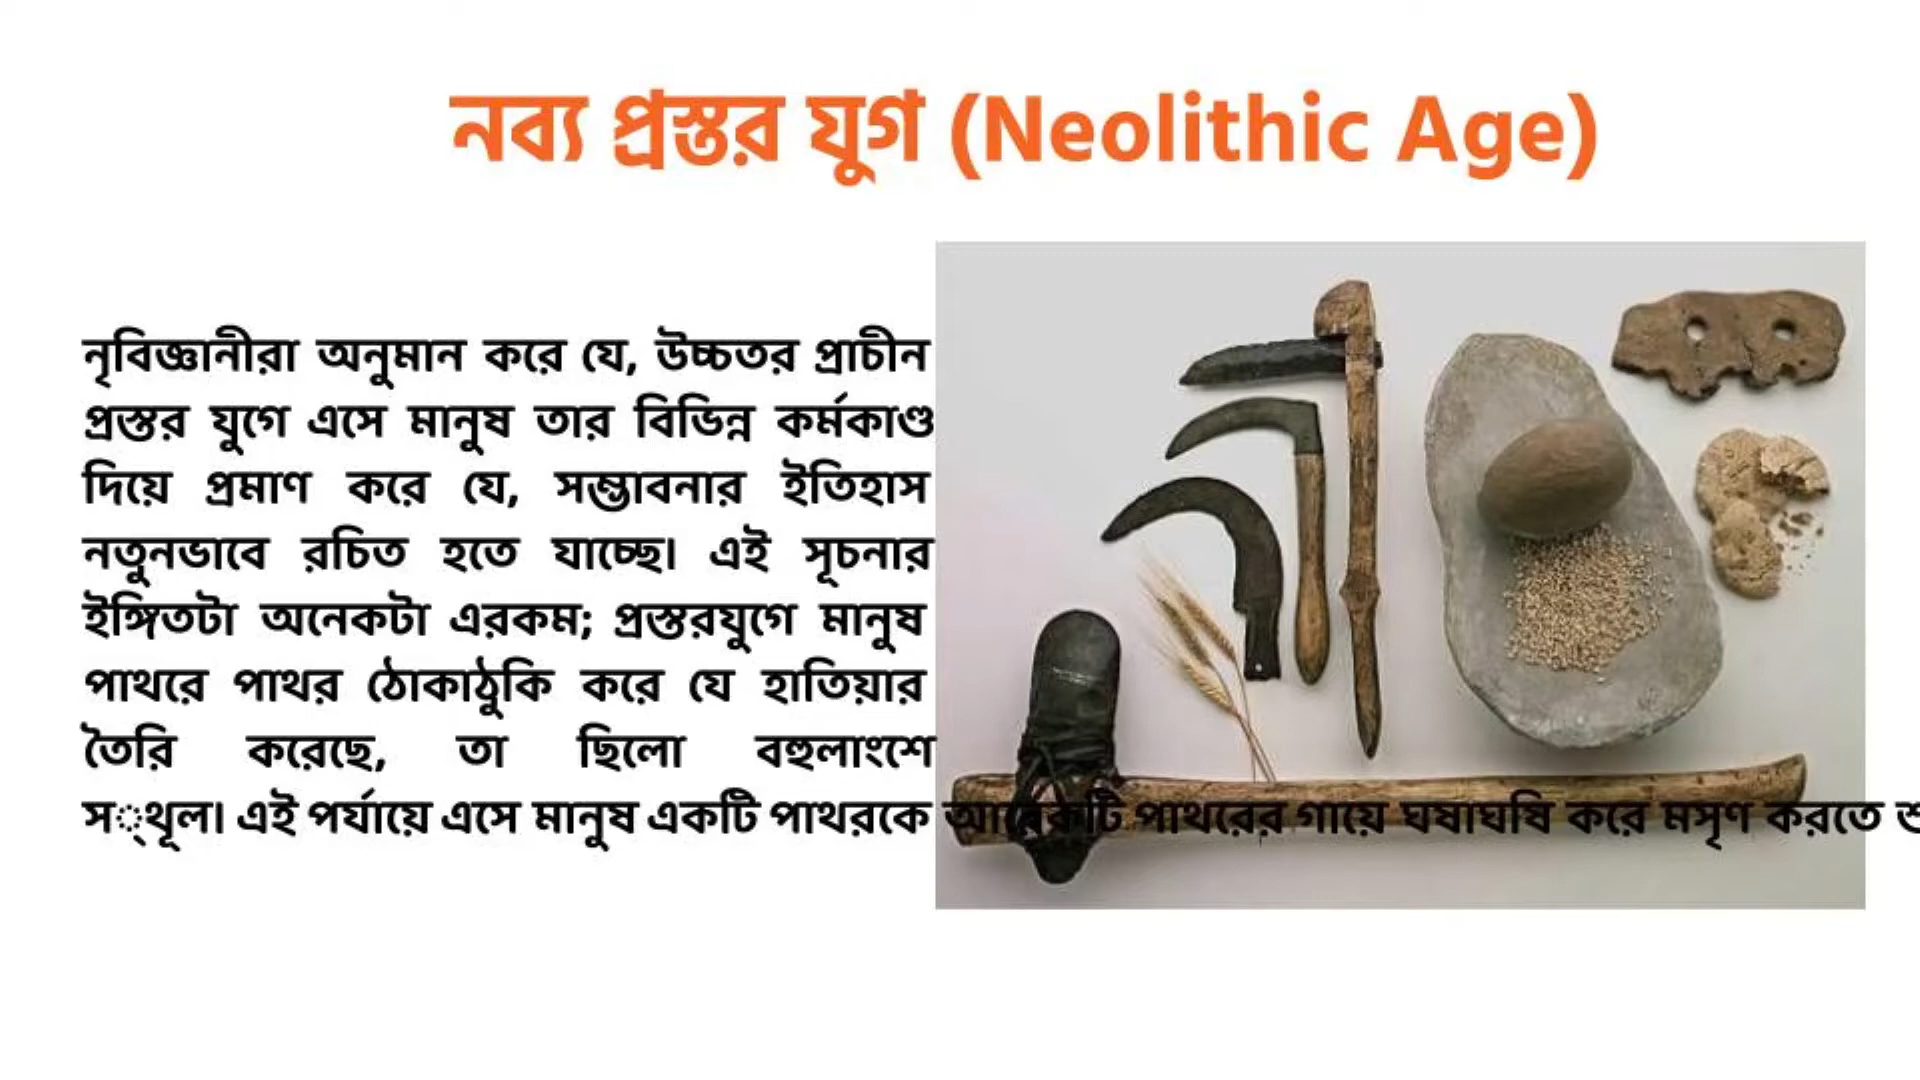 নব্য প্রস্তর যুগ (Neolithic Age)
নৃবিজ্ঞানীরা অনুমান করে যে, উচ্চতর প্রাচীন
প্রস্তর যুগে এসে মানুষ তার বিভিন্ন কর্মকাণ্ড
দিয়ে প্রমাণ করে যে, সম্ভাবনার ইতিহাস
নতুনভাবে রচিত হতে যাচ্ছে। এই সূচনার
ইঙ্গিতটা অনেকটা এরকম; প্রস্তরযুগে মানুষ
পাথরে পাথর ঠোকাঠুকি করে যে হাতিয়ার
তৈরি করেছে, তা ছিলো বহুলাংশে
স্থূল। এই পর্যায়ে এসে মানুষ একটি পাথরকে আরেকটি পাথরের গায়ে ঘষাঘষি করে মসৃণ করতে